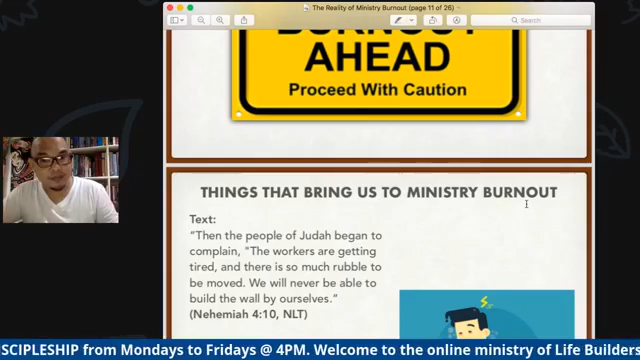 The Reality of Ministry Burnout (page 11 of 26)
Search
BURNOUT
AHEAD
Proceed With Caution
THINGS THAT BRING US TO MINISTRY BURNOUT
Text:
“Then the people of Judah began to
complain, "The workers are getting
tired, and there is so much rubble to
be moved. We will never be able to
build the wall by ourselves.”
(Nehemiah 4:10, NLT)
SCIPLESHIP from Mondays to Fridays @ 4PM. Welcome to the online ministry of Life Builders